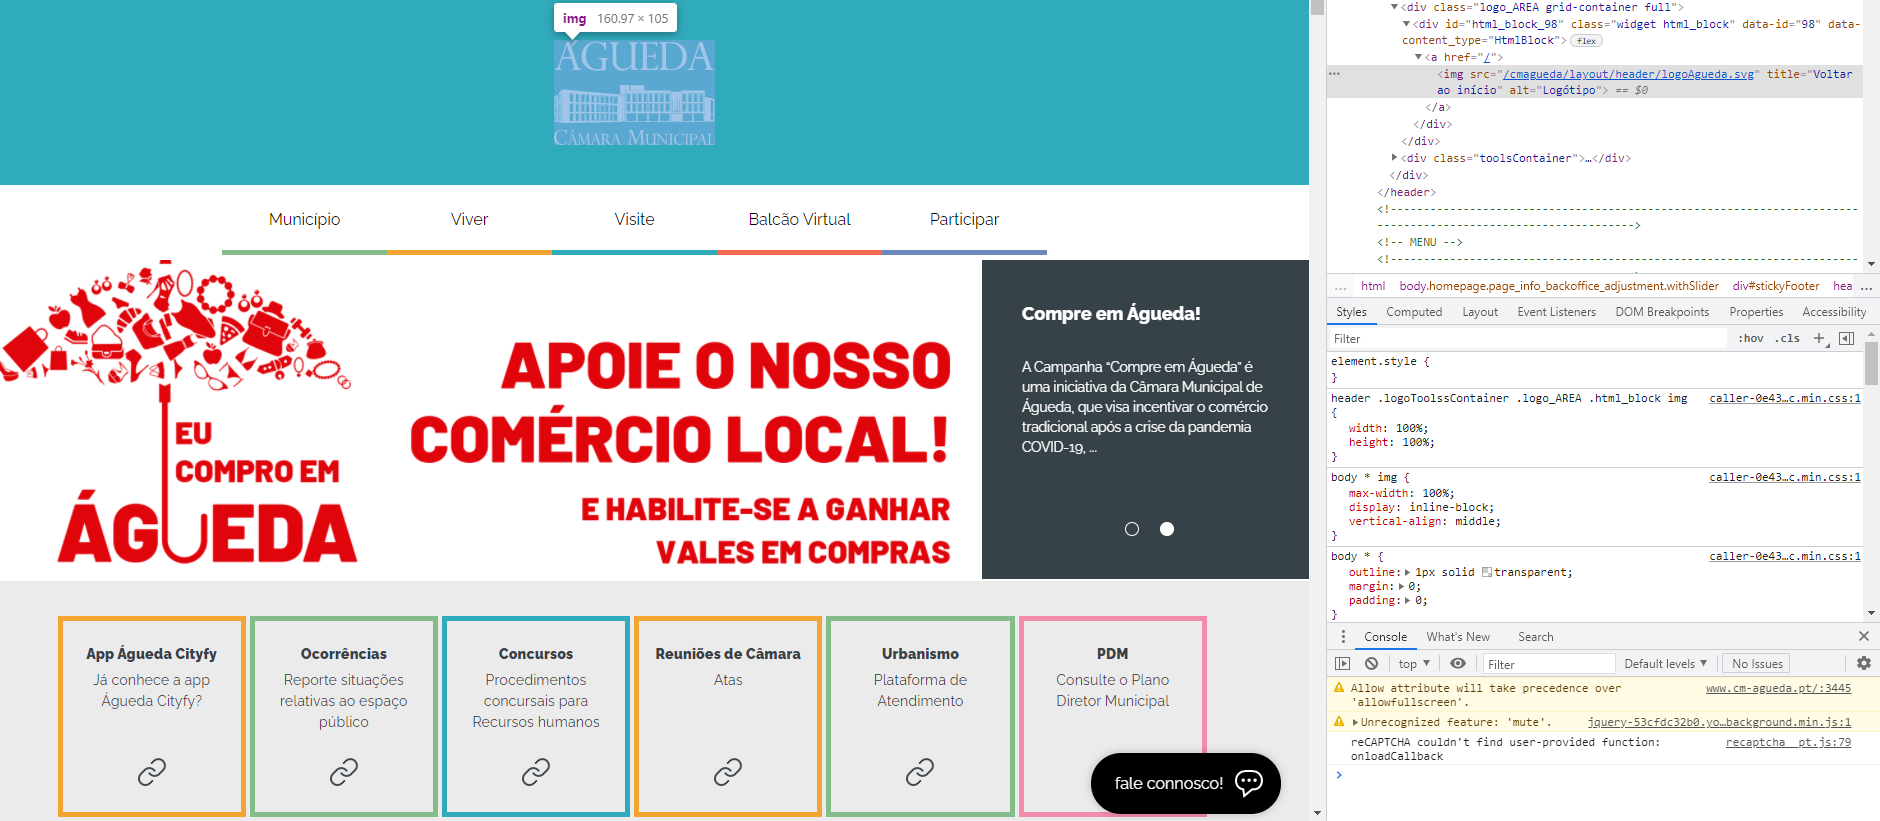 img 160.97 × 105
ÁGUEDA
CÂMARA MUNICIPAL
Município
Viver
Visite
Balcão Virtual
Participar
EU
COMPRO EM
ÁGUEDA
APOIE O NOSSO
COMÉRCIO LOCAL!
E HABILITE-SE A GANHAR
VALES EM COMPRAS
Compre em Águeda!
A Campanha “Compre em Águeda” é
uma iniciativa da Câmara Municipal de
Águeda, que visa incentivar o comércio
tradicional após a crise da pandemia
COVID-19, ...
App Águeda Cityfy
Já conhece a app
Águeda Cityfy?
Ocorrências
Reporte situações
relativas ao espaço
público
Concursos
Procedimentos
concursais para
Recursos humanos
Reuniões de Câmara
Atas
Urbanismo
Plataforma de
Atendimento
PDM
Consulte o Plano
Diretor Municipal
fale connosco!
<div class="logo_AREA grid-container full">
<div id="html_block_98" class="widget html_block" data-id="98" data-
content_type="HtmlBlock"> flex
<a href="/">
<img src="/cmagueda/layout/header/logoAgueda.svg" title="Voltar
ao início" alt="Logótipo"> == $0
</a>
</div>
</div>
<div class="toolsContainer">…</div>
</div>
</header>
<!----------------------------------------------------------------------
--------------------------------------->
<!-- MENU -->
<!----------------------------------------------------------------------
... html body.homepage.page_info_backoffice_adjustment.withSlider div#stickyFooter hea ...
Styles Computed Layout Event Listeners DOM Breakpoints Properties Accessibility
Filter :hov .cls +
element.style {
}
header .logoToolssContainer .logo_AREA .html_block img caller-0e43…c.min.css:1
{
width: 100%;
height: 100%;
}
body * img { caller-0e43…c.min.css:1
max-width: 100%;
display: inline-block;
vertical-align: middle;
}
body * { caller-0e43…c.min.css:1
outline: 1px solid transparent;
margin: 0;
padding: 0;
}
Console What's New Search
top Filter Default levels ▼ No Issues
Allow attribute will take precedence over www.cm-agueda.pt/:3445
'allowfullscreen'.
Unrecognized feature: 'mute'. jquery-53cfdc32b0.yo…background.min.js:1
reCAPTCHA couldn't find user-provided function: recaptcha__pt.js:79
onloadCallback